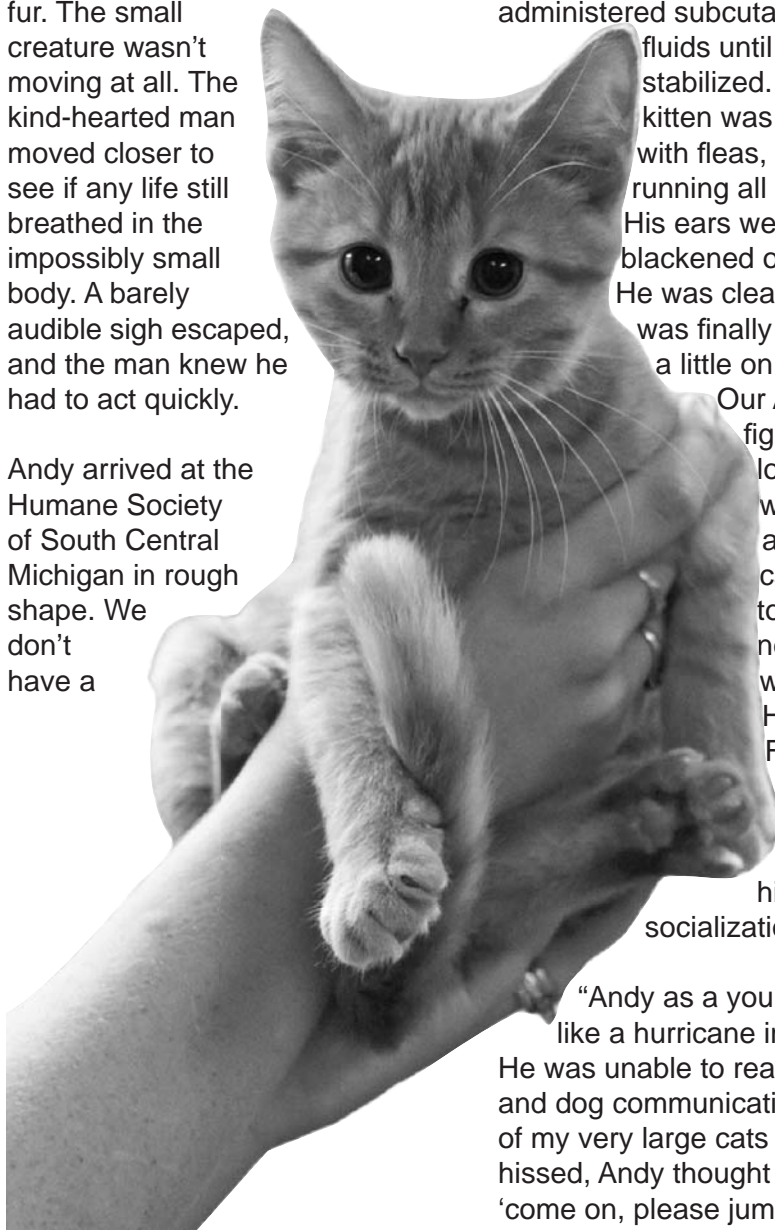 fur. The small
creature wasn't
moving at all. The
kind-hearted man
moved closer to
see if any life still
breathed in the
impossibly small
body. A barely
audible sigh escaped,
and the man knew he
had to act quickly.
Andy arrived at the
Humane Society
of South Central
Michigan in rough
shape. We
don't
have a
administered subcuta
fluids until
stabilized.
kitten was
with fleas,
running all
His ears we
blackened
He was clea
was finally
a little on
Our
fig
lo
to
hi
socializatio
“Andy as a you
like a hurricane in
He was unable to rea
and dog communicati
of my very large cats
hissed, Andy thought
‘come on, please jum